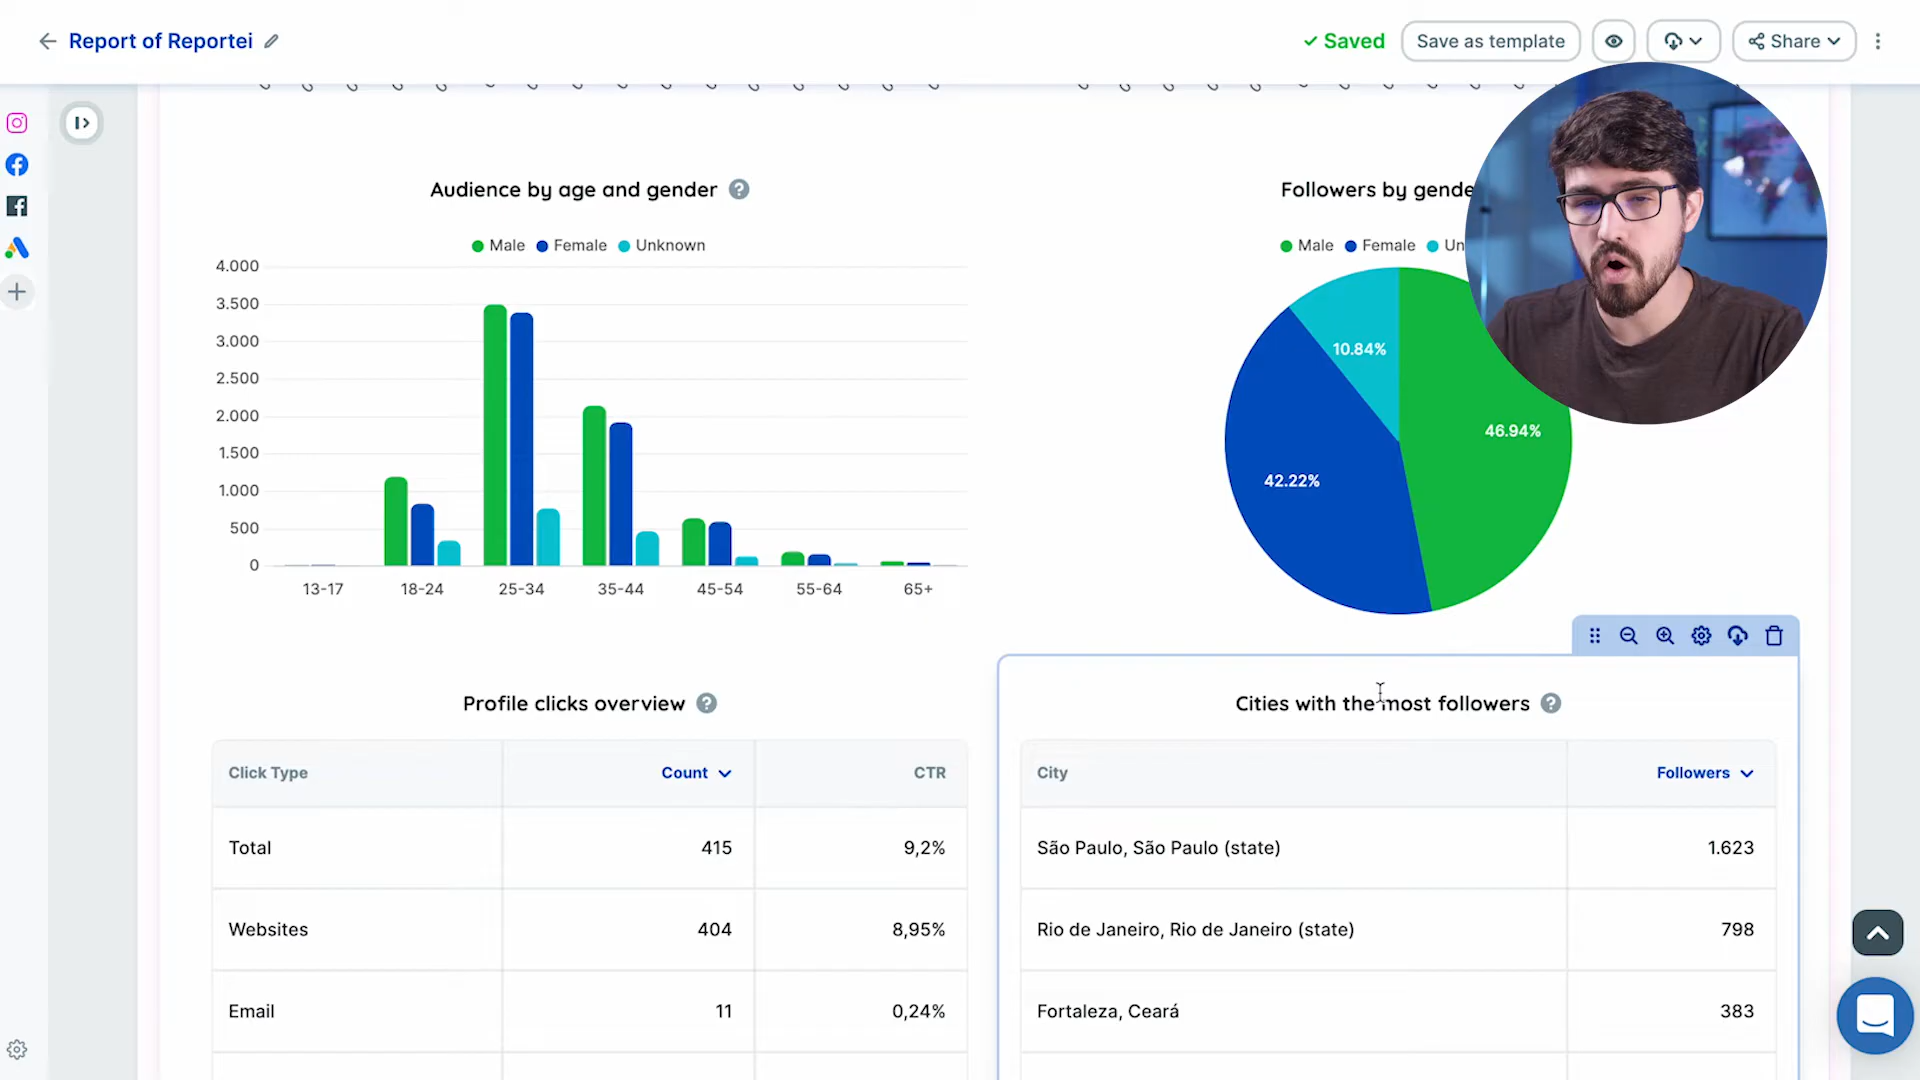 Report of Reportei
Saved
Save as template
Share
Audience by age and gender
Male Female Unknown
4.000
3.500
3.000
2.500
2.000
1.500
1.000
500
0
13-17 18-24 25-34 35-44 45-54 55-64 65+
Followers by gende
Male Female Un
10.84%
46.94%
42.22%
Profile clicks overview
Click Type Count CTR
Total 415 9,2%
Websites 404 8,95%
Email 11 0,24%
Cities with the most followers
City Followers
São Paulo, São Paulo (state) 1.623
Rio de Janeiro, Rio de Janeiro (state) 798
Fortaleza, Ceará 383